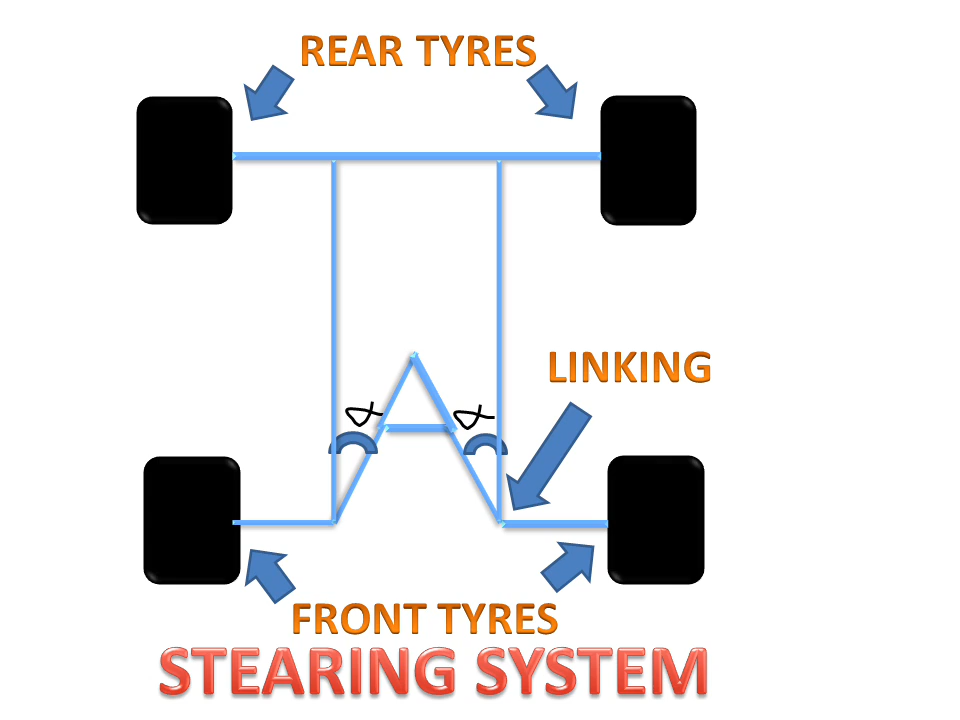 REAR TYRES
α α
LINKING
FRONT TYRES
STEARING SYSTEM